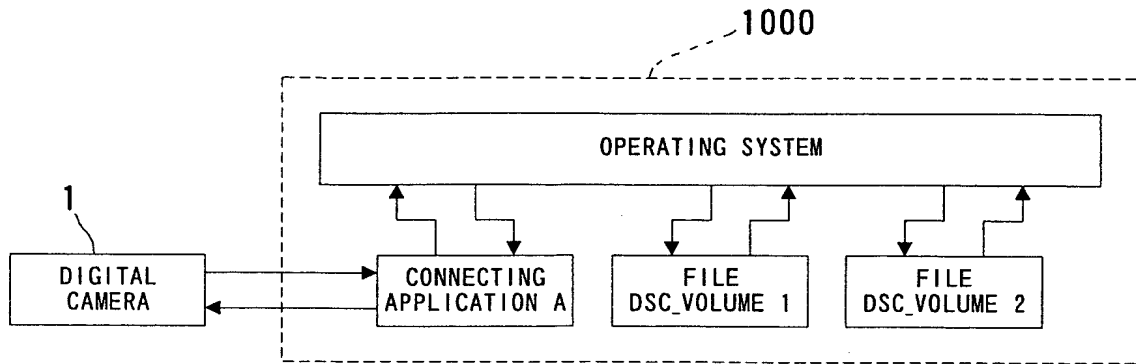 1000
OPERATING SYSTEM
1
DIGITAL
CAMERA
CONNECTING
APPLICATION A
FILE
DSC_VOLUME 1
FILE
DSC_VOLUME 2